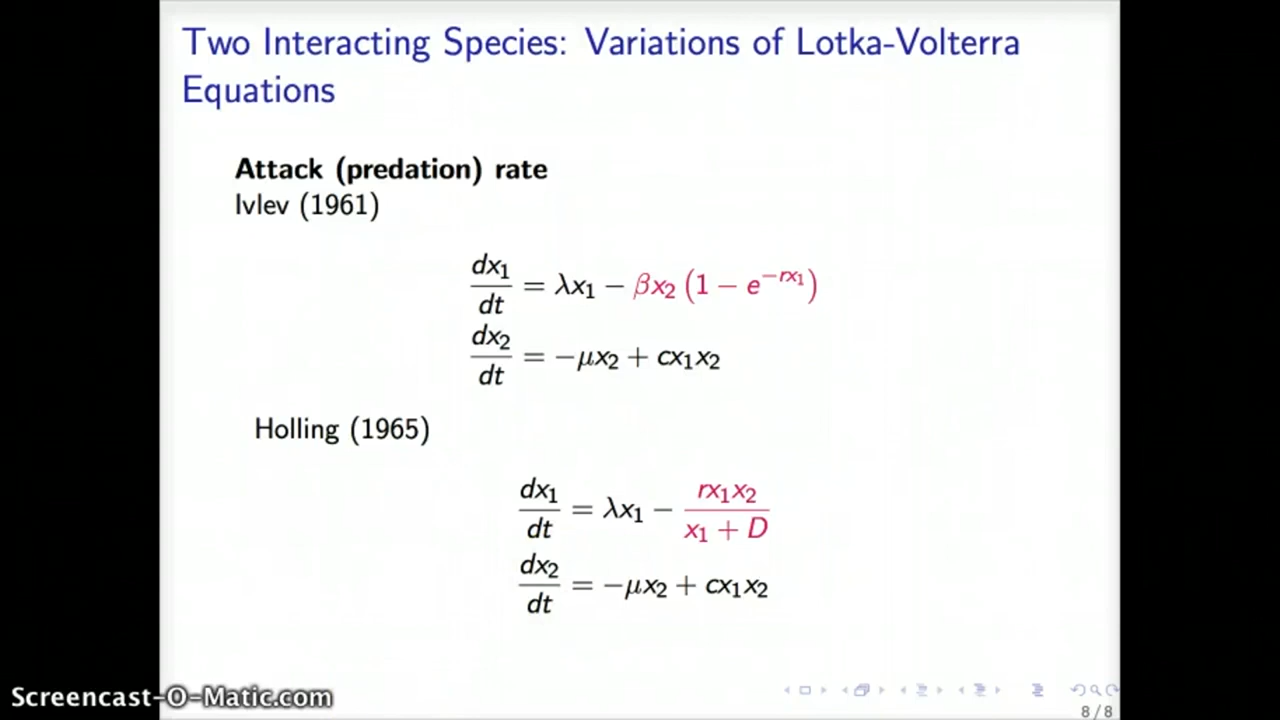 Two Interacting Species: Variations of Lotka-Volterra
Equations
Attack (predation) rate
Ivlev (1961)
dx₁/dt = λx₁ − βx₂ (1 − e^(−rx₁))
dx₂/dt = −μx₂ + cx₁x₂
Holling (1965)
dx₁/dt = λx₁ − rx₁x₂/(x₁ + D)
dx₂/dt = −μx₂ + cx₁x₂
Screencast-O-Matic.com
8/8